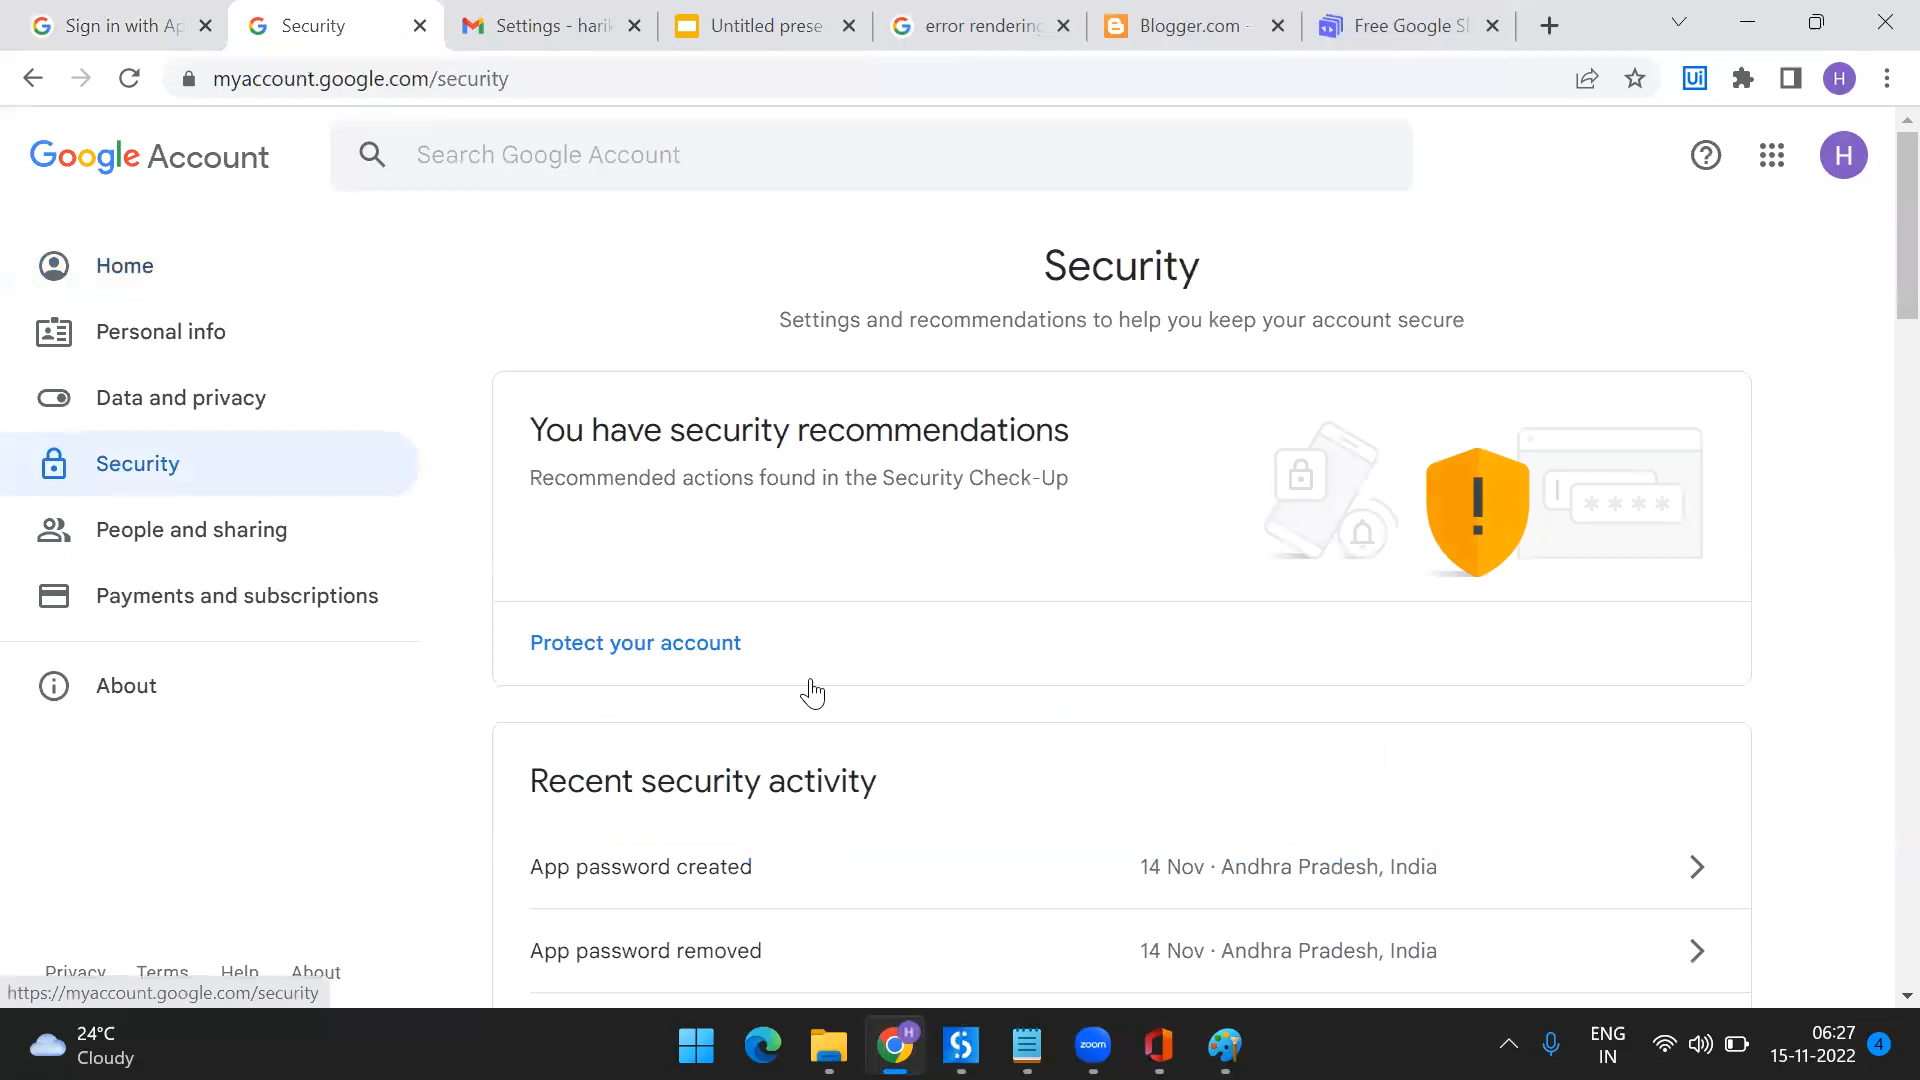 Sign in with Ap
Security
Settings - harik
Untitled prese
error rendering
Blogger.com -
Free Google Sl
myaccount.google.com/security
Ui
H
Google Account
Search Google Account
H
Home
Personal info
Data and privacy
Security
People and sharing
Payments and subscriptions
About
Security
Settings and recommendations to help you keep your account secure
You have security recommendations
Recommended actions found in the Security Check-Up
Protect your account
Recent security activity
App password created
14 Nov · Andhra Pradesh, India
App password removed
14 Nov · Andhra Pradesh, India
Privacy Terms Help About
https://myaccount.google.com/security
24°C
Cloudy
H
zoom
ENG
IN
06:27
15-11-2022
4